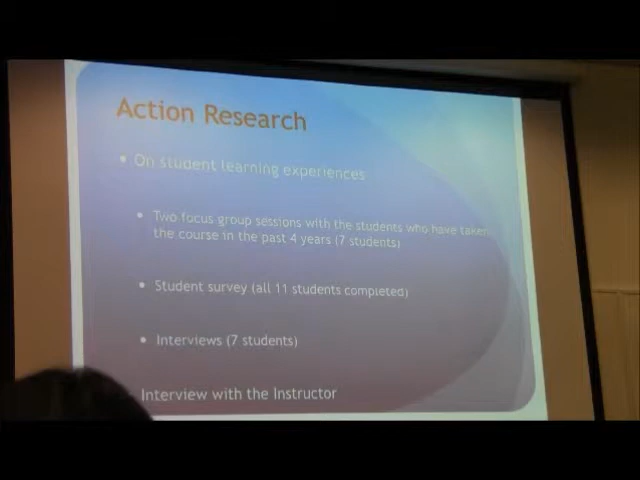 Action Research
• On student learning experiences
• Two focus group sessions with the students who have taken
the course in the past 4 years (7 students)
• Student survey (all 11 students completed)
• Interviews (7 students)
Interview with the Instructor